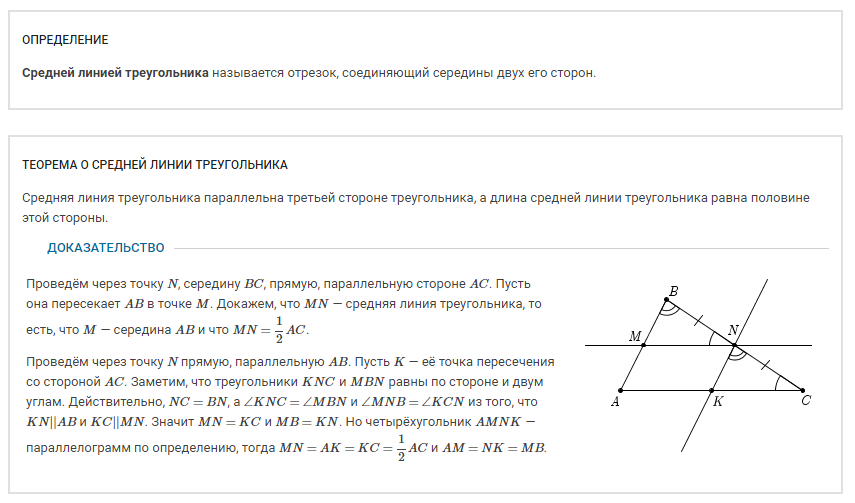 ОПРЕДЕЛЕНИЕ
Средней линией треугольника называется отрезок, соединяющий середины двух его сторон.
ТЕОРЕМА О СРЕДНЕЙ ЛИНИИ ТРЕУГОЛЬНИКА
Средняя линия треугольника параллельна третьей стороне треугольника, а длина средней линии треугольника равна половине
этой стороны.
ДОКАЗАТЕЛЬСТВО
Проведём через точку N, середину BC, прямую, параллельную стороне AC. Пусть
она пересекает AB в точке M. Докажем, что MN — средняя линия треугольника, то
есть, что M — середина AB и что MN = 1/2 AC.
Проведём через точку N прямую, параллельную AB. Пусть K — её точка пересечения
со стороной AC. Заметим, что треугольники KNC и MBN равны по стороне и двум
углам. Действительно, NC = BN, а ∠KNC = ∠MBN и ∠MNB = ∠KCN из того, что
KN||AB и KC||MN. Значит MN = KC и MB = KN. Но четырёхугольник AMNK —
параллелограмм по определению, тогда MN = AK = KC = 1/2 AC и AM = NK = MB.
B
M
N
A
K
C